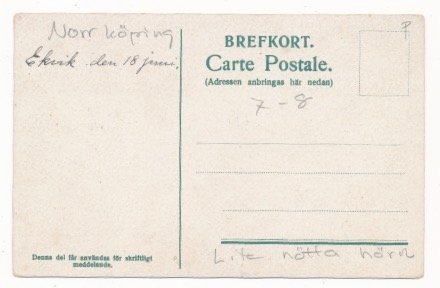 Norrköping
Ekvik den 18 juni.
BREFKORT.
Carte Postale.
(Adressen anbringas här nedan)
P
7-8
Denna del får användas för skriftligt
meddelande.
Lite nötta hörn